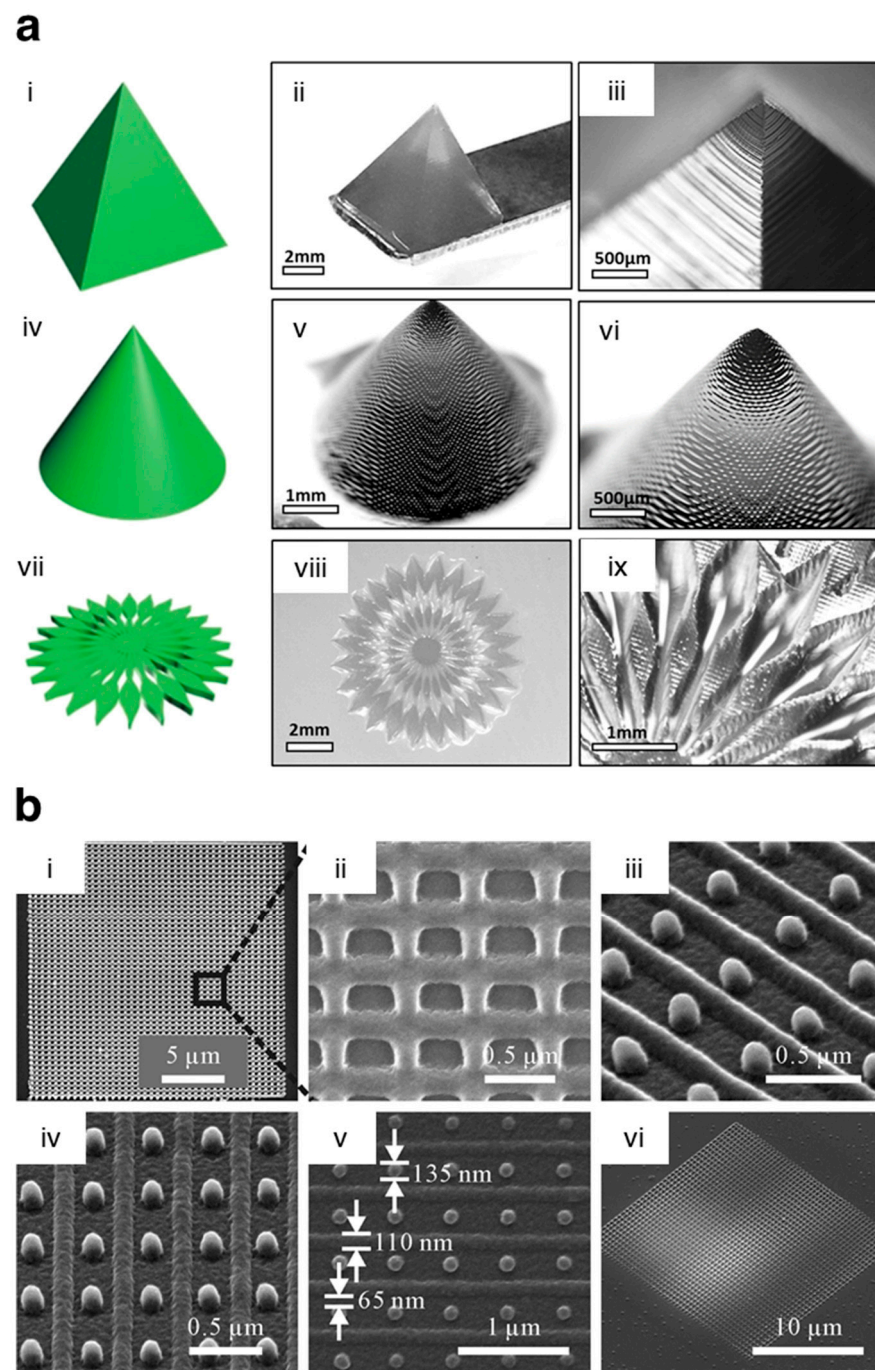 a
i
ii
iii
2mm
500μm
iv
v
vi
1mm
500μm
vii
viii
ix
2mm
1mm
b
i
ii
iii
5 μm
0.5 μm
0.5 μm
iv
v
vi
135 nm
110 nm
65 nm
0.5 μm
1 μm
10 μm